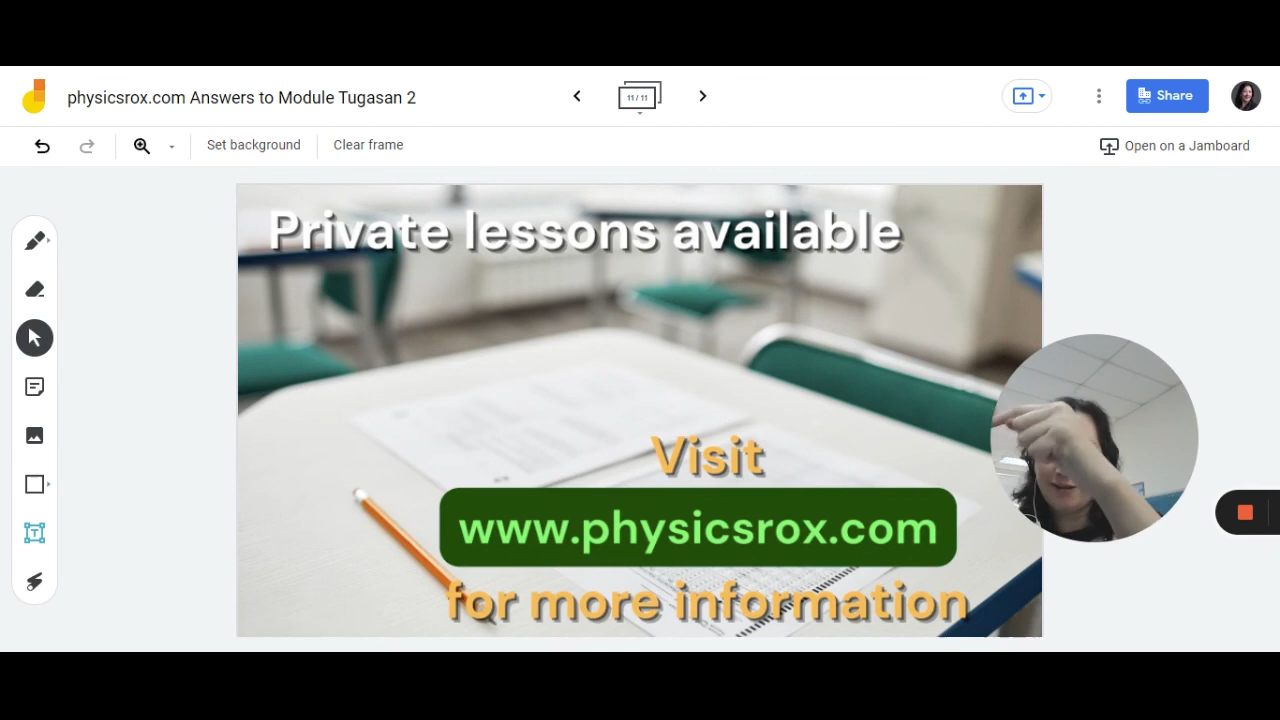 physicsrox.com Answers to Module Tugasan 2
11 / 11
Share
Set background
Clear frame
Open on a Jamboard
Private lessons available
Visit
www.physicsrox.com
for more information